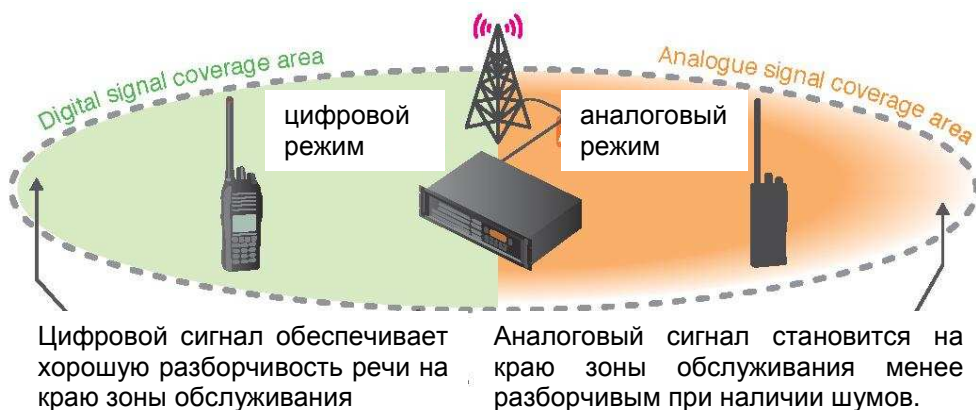 Digital signal coverage area
Analogue signal coverage area
цифровой
режим
аналоговый
режим
Цифровой сигнал обеспечивает
хорошую разборчивость речи на
краю зоны обслуживания
Аналоговый сигнал становится на
краю зоны обслуживания менее
разборчивым при наличии шумов.